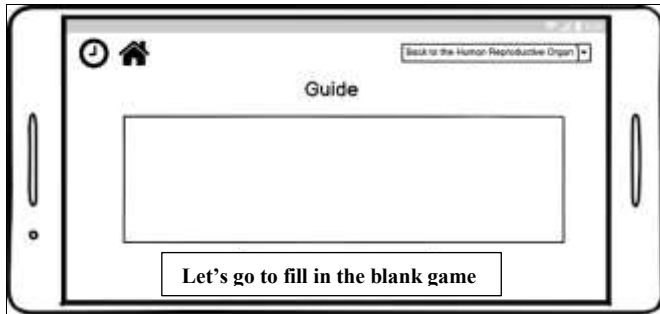 Back to the Human Reproductive Organ
Guide
Let's go to fill in the blank game